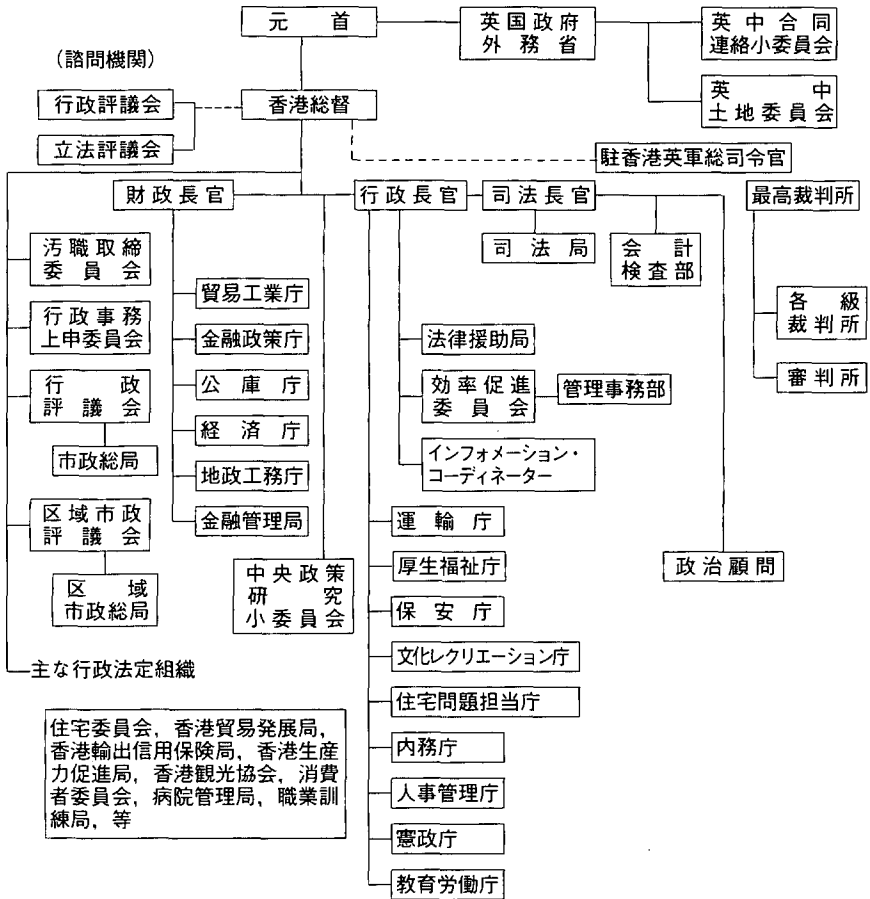 元首
英国政府
外務省
英中合同
連絡小委員会
英中
土地委員会
（諮問機関）
行政評議会
立法評議会
香港総督
駐香港英軍総司令官
財政長官
行政長官
司法長官
最高裁判所
司法局
会計
検査部
各級
裁判所
審判所
汚職取締
委員会
行政事務
上申委員会
行政
評議会
市政総局
区域市政
評議会
区域
市政総局
貿易工業庁
金融政策庁
公庫庁
経済庁
地政工務庁
金融管理局
中央政策
研究
小委員会
法律援助局
効率促進
委員会
管理事務部
インフォメーション・
コーディネーター
運輸庁
厚生福祉庁
保安庁
文化レクリエーション庁
住宅問題担当庁
内務庁
人事管理庁
憲政庁
教育労働庁
政治顧問
主な行政法定組織
住宅委員会，香港貿易発展局，
香港輸出信用保険局，香港生産
力促進局，香港観光協会，消費
者委員会，病院管理局，職業訓
練局，等